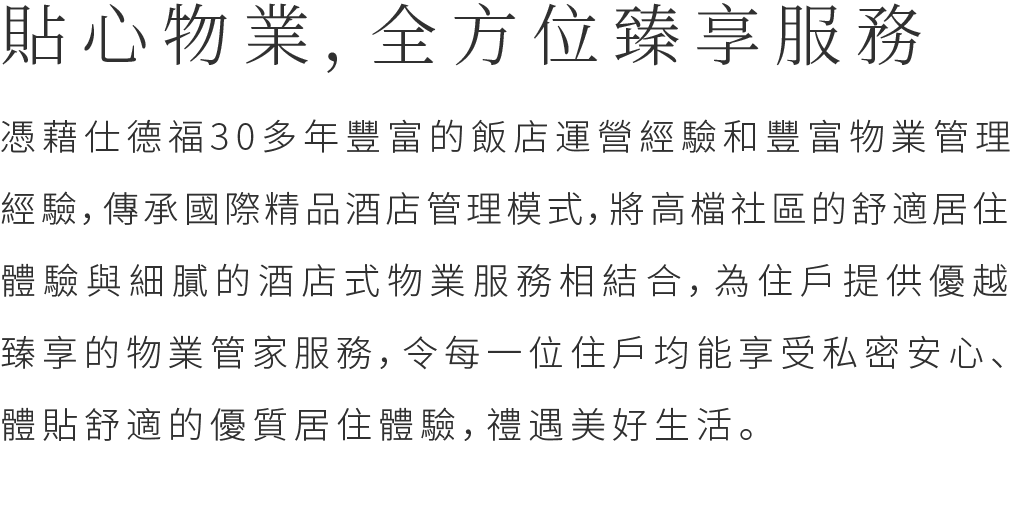 貼心物業，全方位臻享服務
憑藉仕德福30多年豐富的飯店運營經驗和豐富物業管理
經驗，傳承國際精品酒店管理模式，將高檔社區的舒適居住
體驗與細膩的酒店式物業服務相結合，為住戶提供優越
臻享的物業管家服務，令每一位住戶均能享受私密安心、
體貼舒適的優質居住體驗，禮遇美好生活。